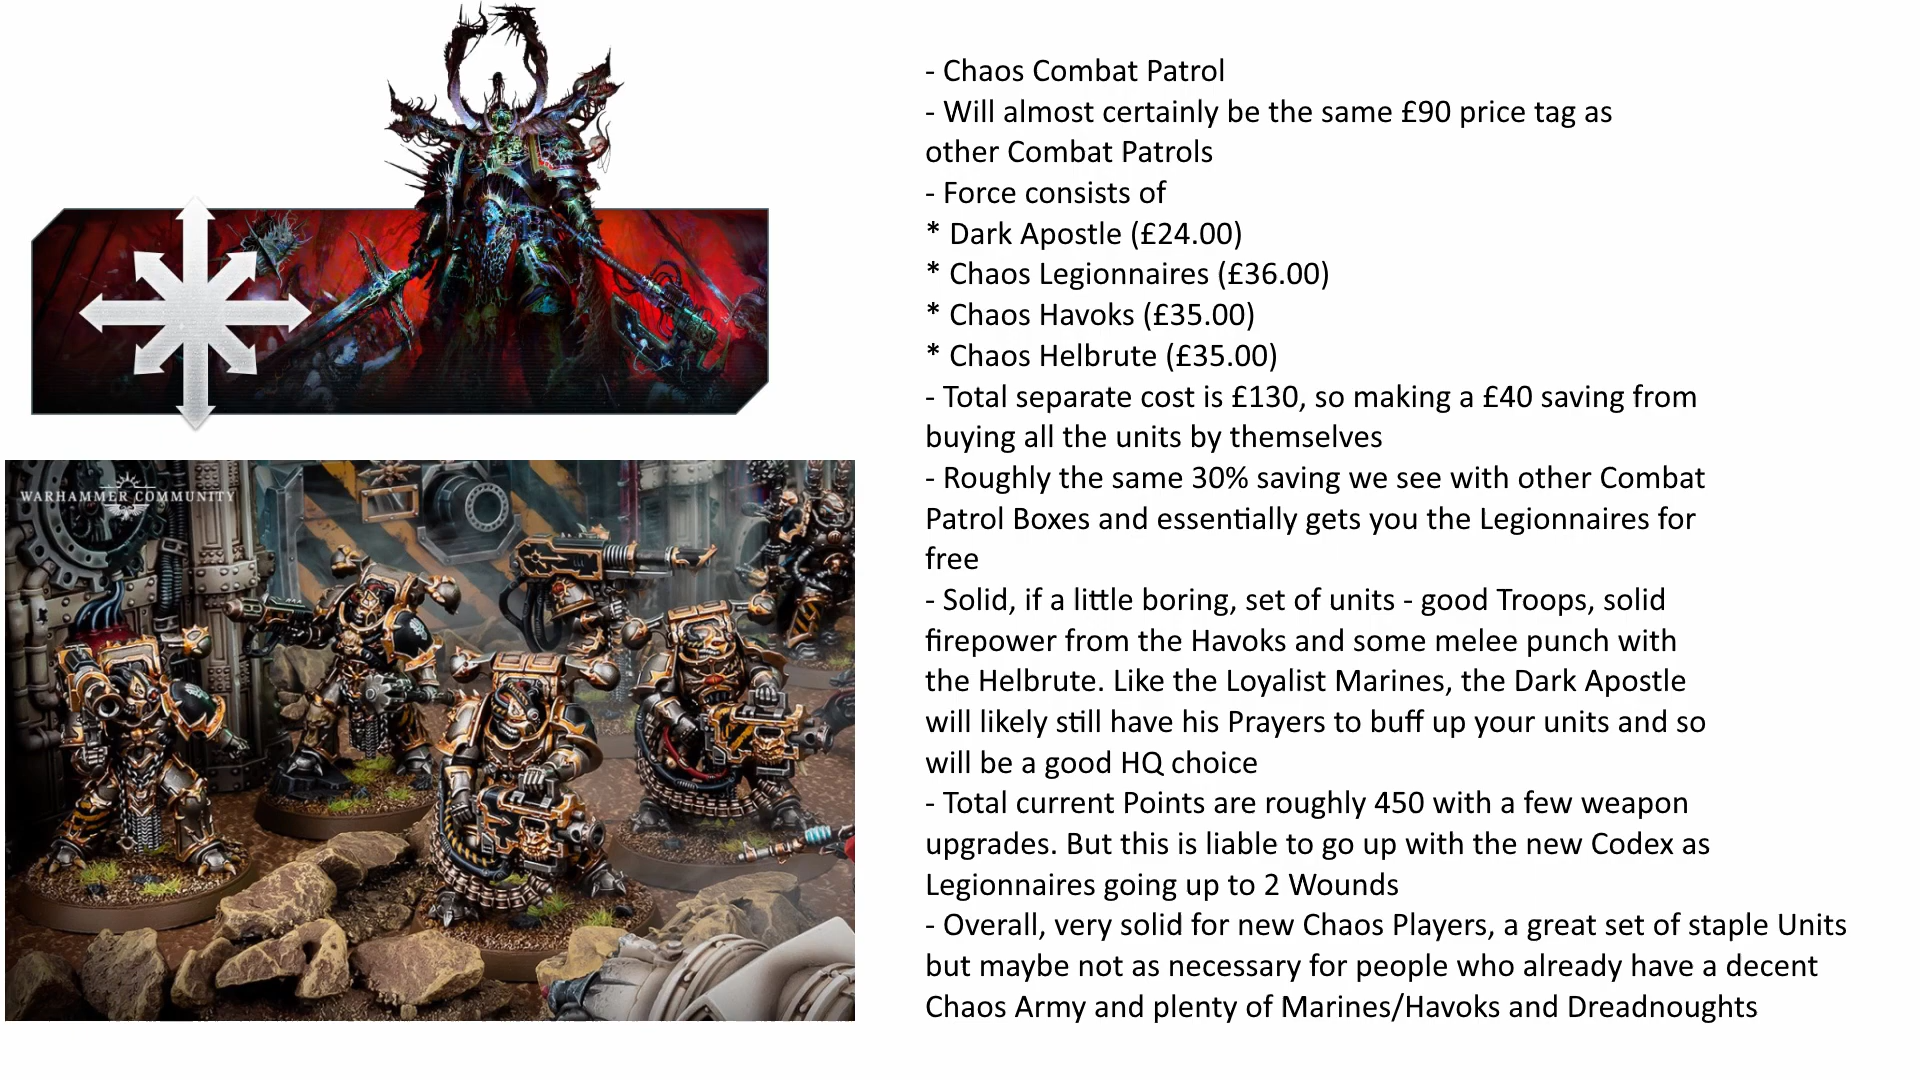 - Chaos Combat Patrol
- Will almost certainly be the same £90 price tag as
other Combat Patrols
- Force consists of
* Dark Apostle (£24.00)
* Chaos Legionnaires (£36.00)
* Chaos Havoks (£35.00)
* Chaos Helbrute (£35.00)
- Total separate cost is £130, so making a £40 saving from
buying all the units by themselves
- Roughly the same 30% saving we see with other Combat
Patrol Boxes and essentially gets you the Legionnaires for
free
- Solid, if a little boring, set of units - good Troops, solid
firepower from the Havoks and some melee punch with
the Helbrute. Like the Loyalist Marines, the Dark Apostle
will likely still have his Prayers to buff up your units and so
will be a good HQ choice
- Total current Points are roughly 450 with a few weapon
upgrades. But this is liable to go up with the new Codex as
Legionnaires going up to 2 Wounds
- Overall, very solid for new Chaos Players, a great set of staple Units
but maybe not as necessary for people who already have a decent
Chaos Army and plenty of Marines/Havoks and Dreadnoughts
WARHAMMER COMMUNITY